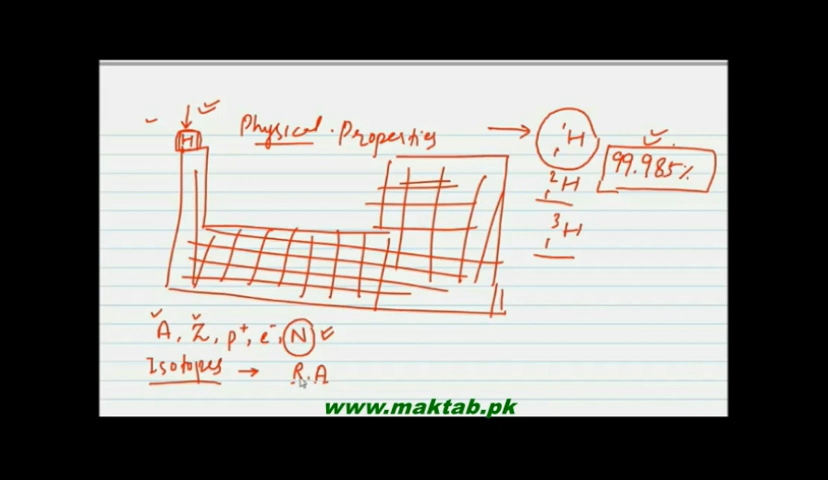 H
Physical Properties
¹₁H
99.985%
²₁H
³₁H
A, Z, p⁺, e⁻, N
Isotopes → R.A
www.maktab.pk